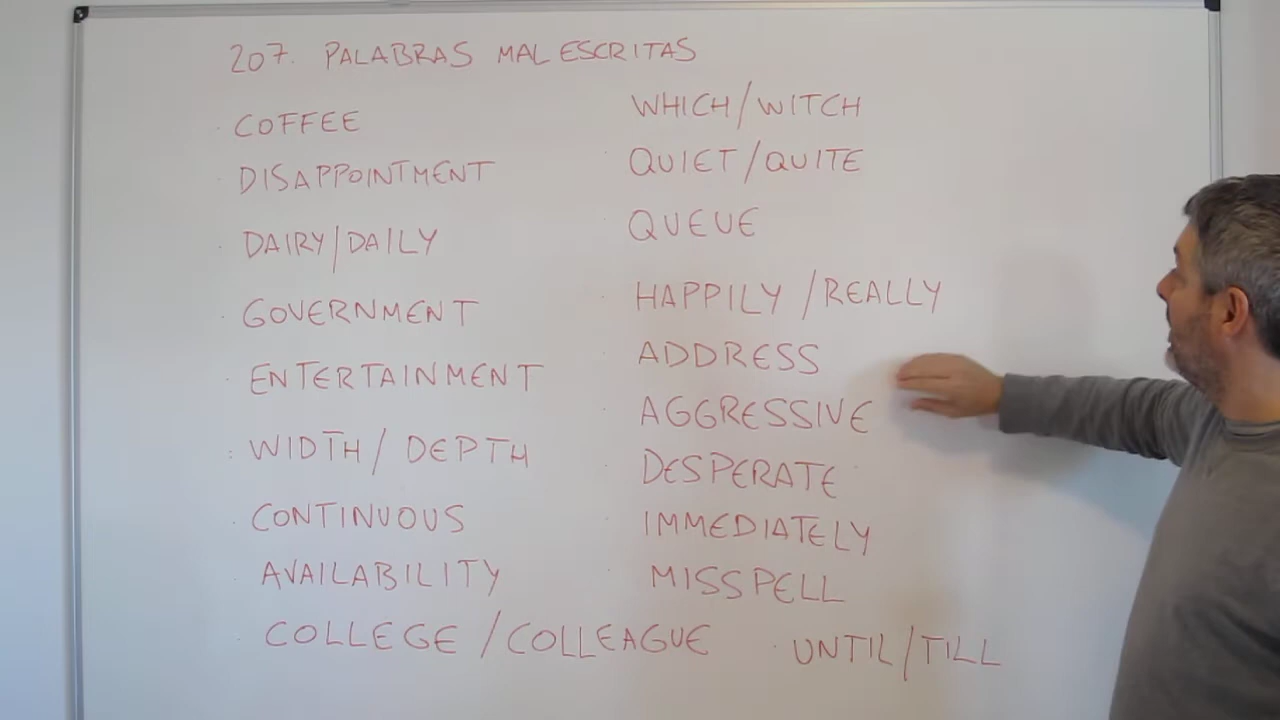 207. PALABRAS MAL ESCRITAS
COFFEE
DISAPPOINTMENT
DAIRY/DAILY
GOVERNMENT
ENTERTAINMENT
WIDTH/DEPTH
CONTINUOUS
AVAILABILITY
COLLEGE/COLLEAGUE
WHICH/WITCH
QUIET/QUITE
QUEUE
HAPPILY/REALLY
ADDRESS
AGGRESSIVE
DESPERATE
IMMEDIATELY
MISSPELL
UNTIL/TILL